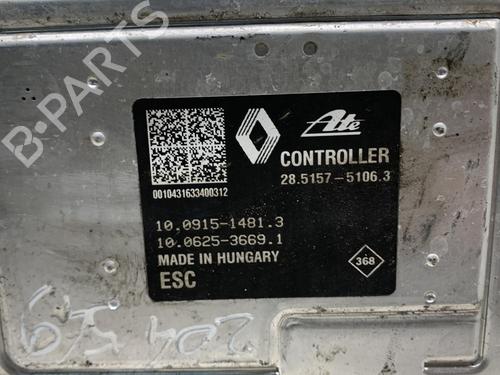 B-PARTS
Ate
CONTROLLER
28.5157-5106.3
0010431633400312
10.0915-1481.3
10.0625-3669.1
MADE IN HUNGARY
ESC
368